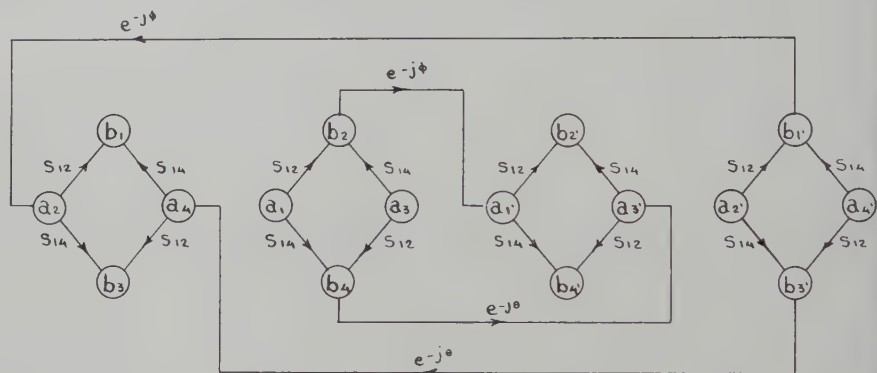 e^{-jφ}
e^{-jφ}
b₁ b₂ b₂' b₁'
S₁₂ S₁₄ S₁₂ S₁₄ S₁₂ S₁₄ S₁₂ S₁₄
a₂ a₄ a₁ a₃ a₁' a₃' a₂' a₄'
S₁₄ S₁₂ S₁₄ S₁₂ S₁₄ S₁₂ S₁₄ S₁₂
b₃ b₄ b₄' b₃'
e^{-jθ}
e^{-jθ}